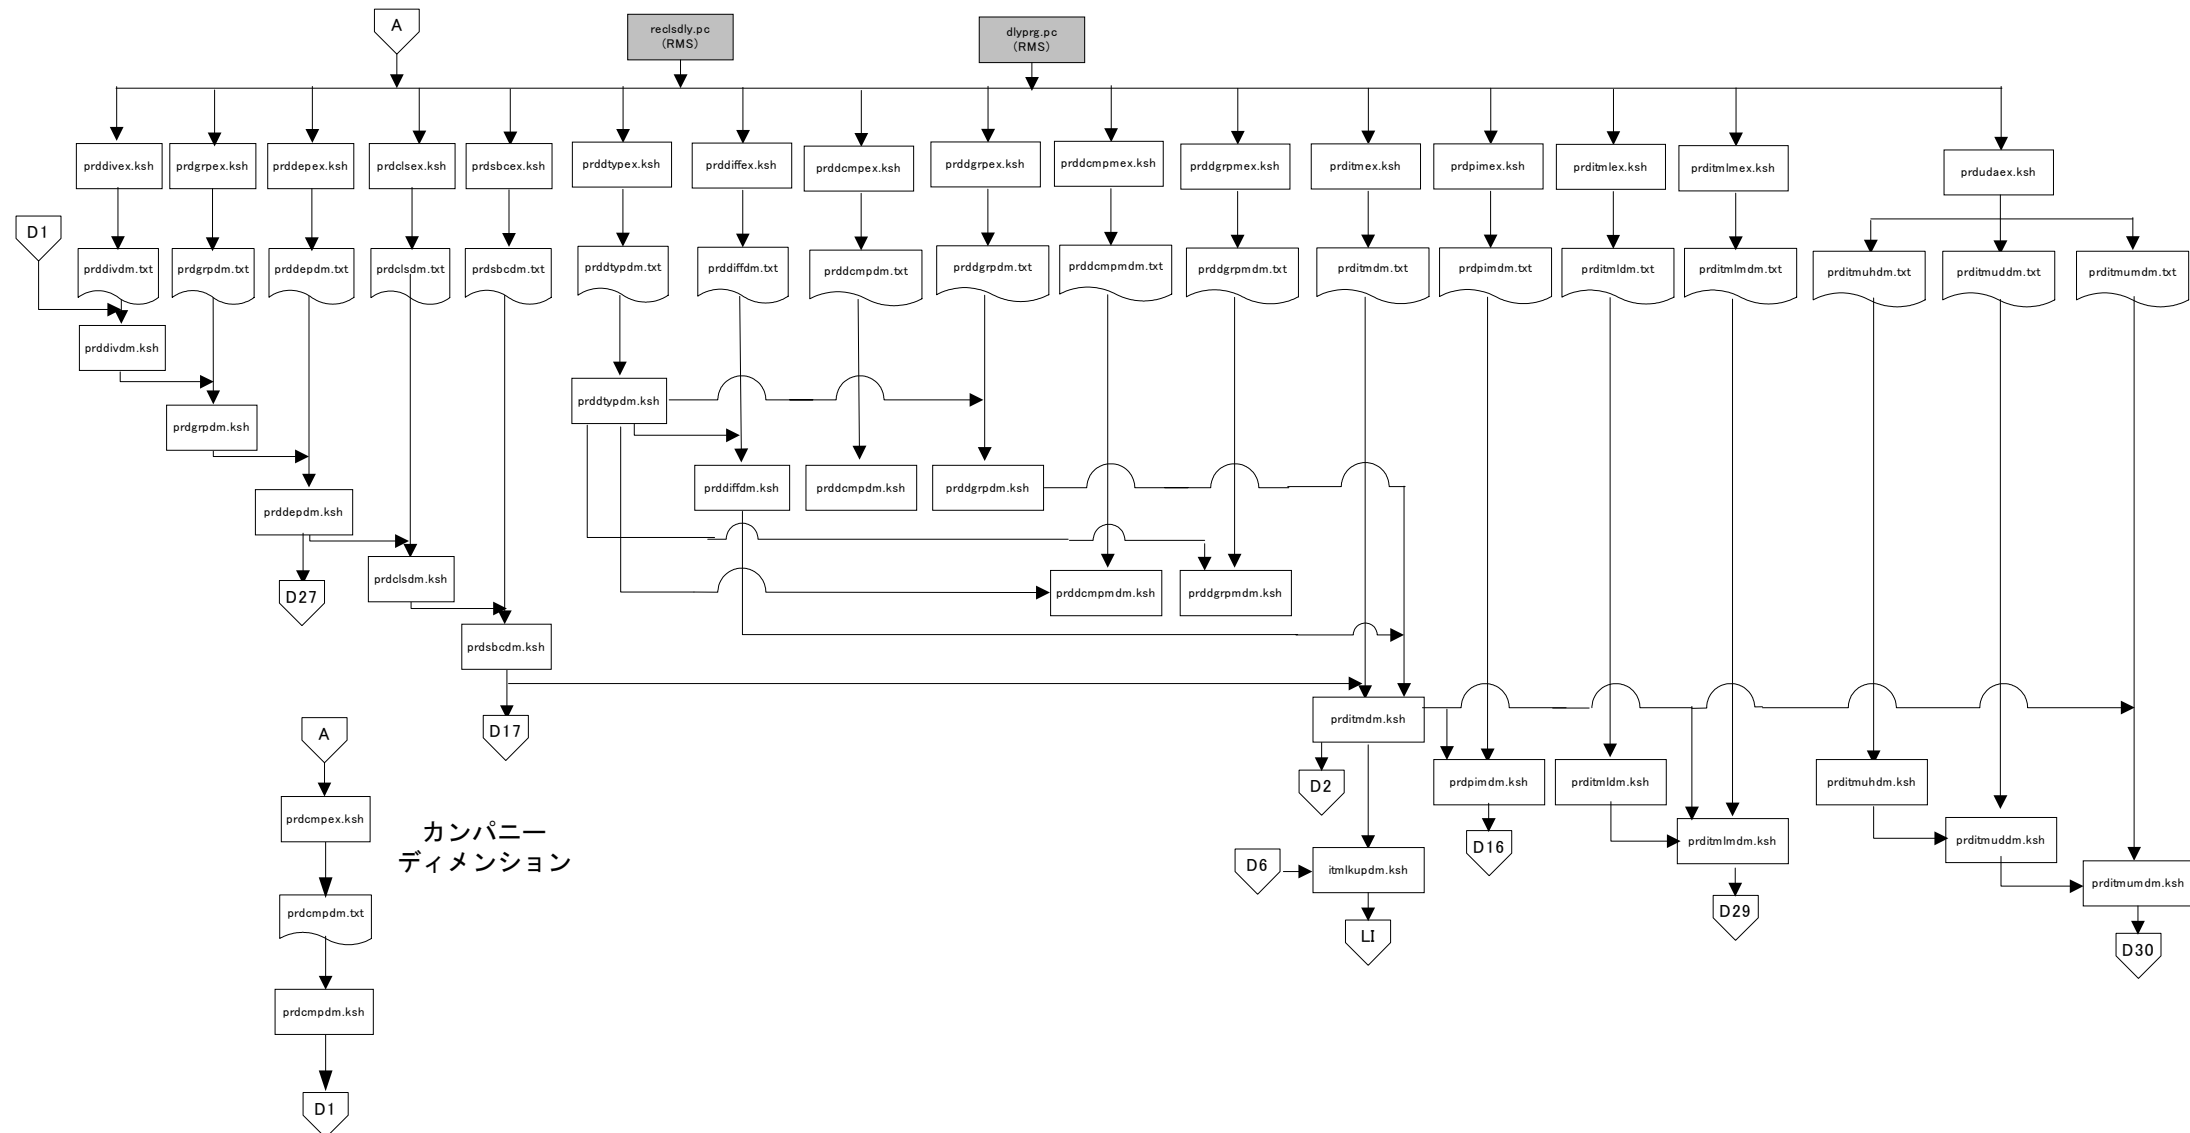 A
reclsdly.pc
(RMS)
dlyprg.pc
(RMS)
prddivex.ksh
prdgrpex.ksh
prddepex.ksh
prdclsex.ksh
prdsbcex.ksh
prddtypex.ksh
prddiffex.ksh
prddcmpex.ksh
prddgrpex.ksh
prddcmpmex.ksh
prddgrpmex.ksh
prditmex.ksh
prdpimex.ksh
prditmlex.ksh
prditmlmex.ksh
prdudaex.ksh
D1
prddivdm.txt
prdgrpdm.txt
prddepdm.txt
prdclsdm.txt
prdsbcdm.txt
prddtypdm.txt
prddiffdm.txt
prddcmpdm.txt
prddgrpdm.txt
prddcmpmdm.txt
prddgrpmdm.txt
prditmdm.txt
prdpimdm.txt
prditmldm.txt
prditmlmdm.txt
prditmuhdm.txt
prditmuddm.txt
prditmumdm.txt
prddivdm.ksh
prddtypdm.ksh
prdgrpdm.ksh
prddiffdm.ksh
prddcmpdm.ksh
prddgrpdm.ksh
prddepdm.ksh
prdclsdm.ksh
D27
prddcmpmdm.ksh
prddgrpmdm.ksh
prdsbcdm.ksh
D17
prditmdm.ksh
D2
prdpimdm.ksh
prditmldm.ksh
prditmuhdm.ksh
D16
prditmlmdm.ksh
prditmuddm.ksh
D6
itmlkupdm.ksh
prditmumdm.ksh
D29
LI
D30
A
prdcmpex.ksh
カンパニー
ディメンション
prdcmpdm.txt
prdcmpdm.ksh
D1